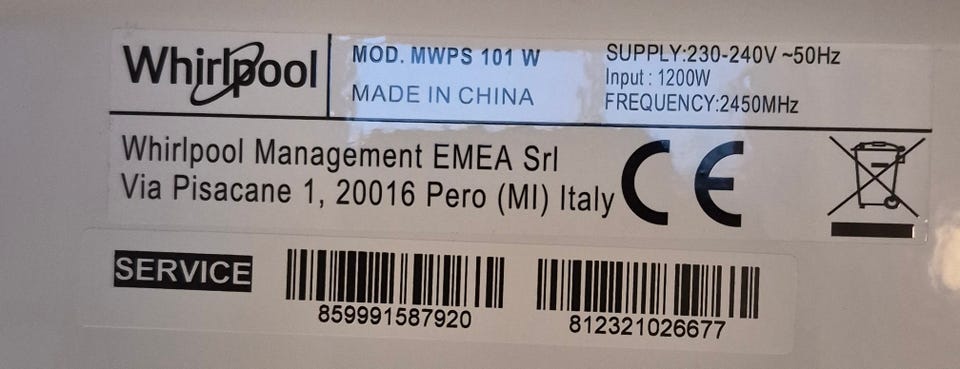 Whirlpool
MOD. MWPS 101 W
MADE IN CHINA
SUPPLY:230-240V ~50Hz
Input : 1200W
FREQUENCY:2450MHz
Whirlpool Management EMEA Srl
Via Pisacane 1, 20016 Pero (MI) Italy
CE
SERVICE
859991587920
812321026677